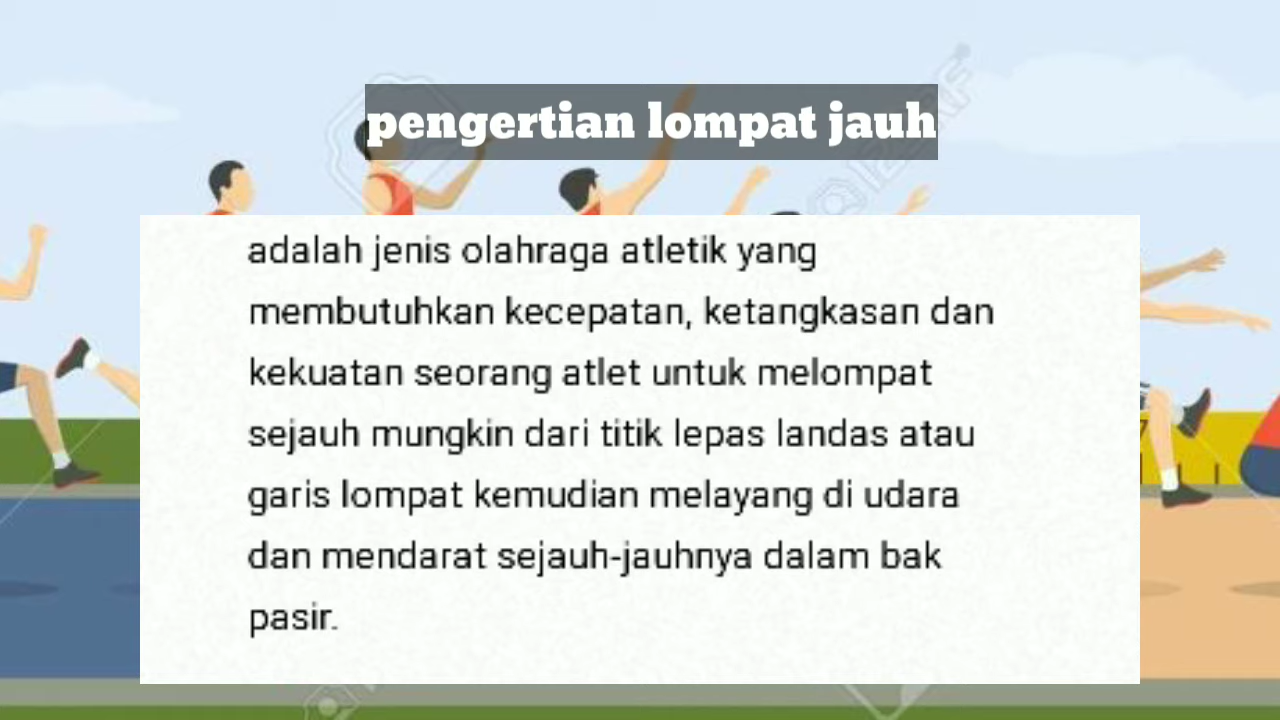 pengertian lompat jauh
adalah jenis olahraga atletik yang
membutuhkan kecepatan, ketangkasan dan
kekuatan seorang atlet untuk melompat
sejauh mungkin dari titik lepas landas atau
garis lompat kemudian melayang di udara
dan mendarat sejauh-jauhnya dalam bak
pasir.